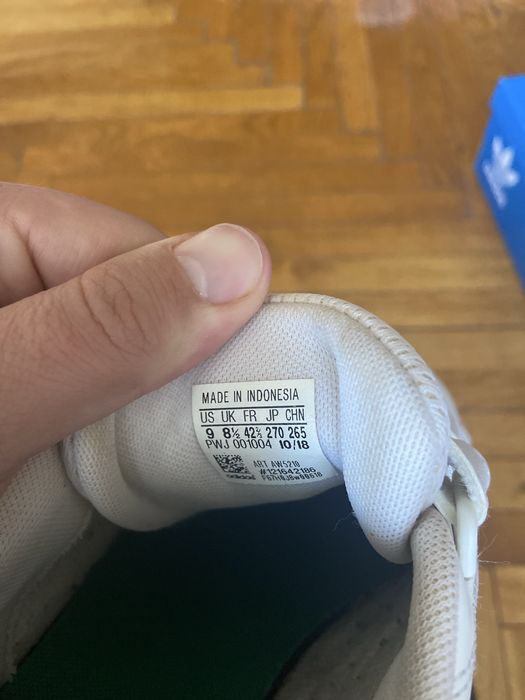 MADE IN INDONESIA
US UK FR JP CHN
9 8½ 42⅔ 270 265
PWJ 001004 10/18
ART AW5210
#121642186
adidas